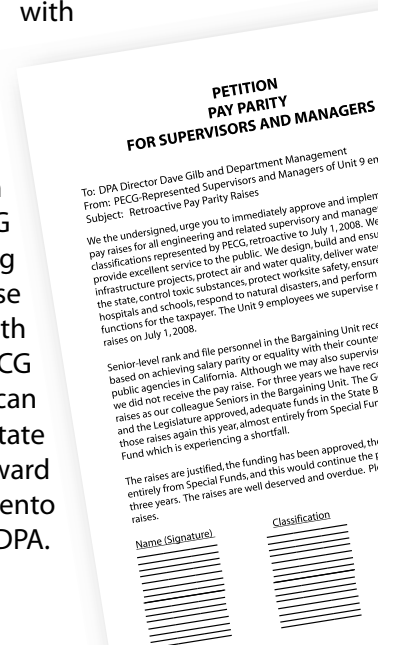 with
G
g
se
th
CG
can
tate
ward
ento
DPA.
PETITION
PAY PARITY
FOR SUPERVISORS AND MANAGERS
To: DPA Director Dave Gilb and Department Management
From: PECG-Represented Supervisors and Managers of Unit 9 en
Subject: Retroactive Pay Parity Raises
We the undersigned, urge you to immediately approve and implem
pay raises for all engineering and related supervisory and manage
classifications represented by PECG, retroactive to July 1, 2008. We
provide excellent service to the public. We design, build and ensu
infrastructure projects, protect air and water quality, deliver wate
the state, control toxic substances, protect worksite safety, ensure
hospitals and schools, respond to natural disasters, and perform
functions for the taxpayer. The Unit 9 employees we supervise r
raises on July 1, 2008.
Senior-level rank and file personnel in the Bargaining Unit rece
based on achieving salary parity or equality with their counte
public agencies in California. Although we may also supervise
we did not receive the pay raise. For three years we have rece
raises as our colleague Seniors in the Bargaining Unit. The G
and the Legislature approved, adequate funds in the State B
those raises again this year, almost entirely from Special Fun
Fund which is experiencing a shortfall.
The raises are justified, the funding has been approved, the
entirely from Special Funds, and this would continue the p
three years. The raises are well deserved and overdue. Ple
raises.
Name (Signature)
Classification